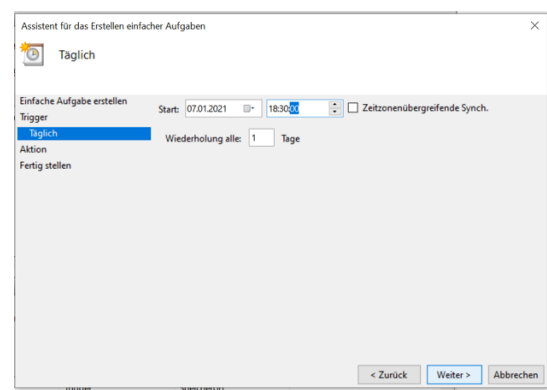 Assistent für das Erstellen einfacher Aufgaben
Täglich
Einfache Aufgabe erstellen
Trigger
Täglich
Aktion
Fertig stellen
Start: 07.01.2021 18:30:00 Zeitzonenübergreifende Synch.
Wiederholung alle: 1 Tage
< Zurück Weiter > Abbrechen